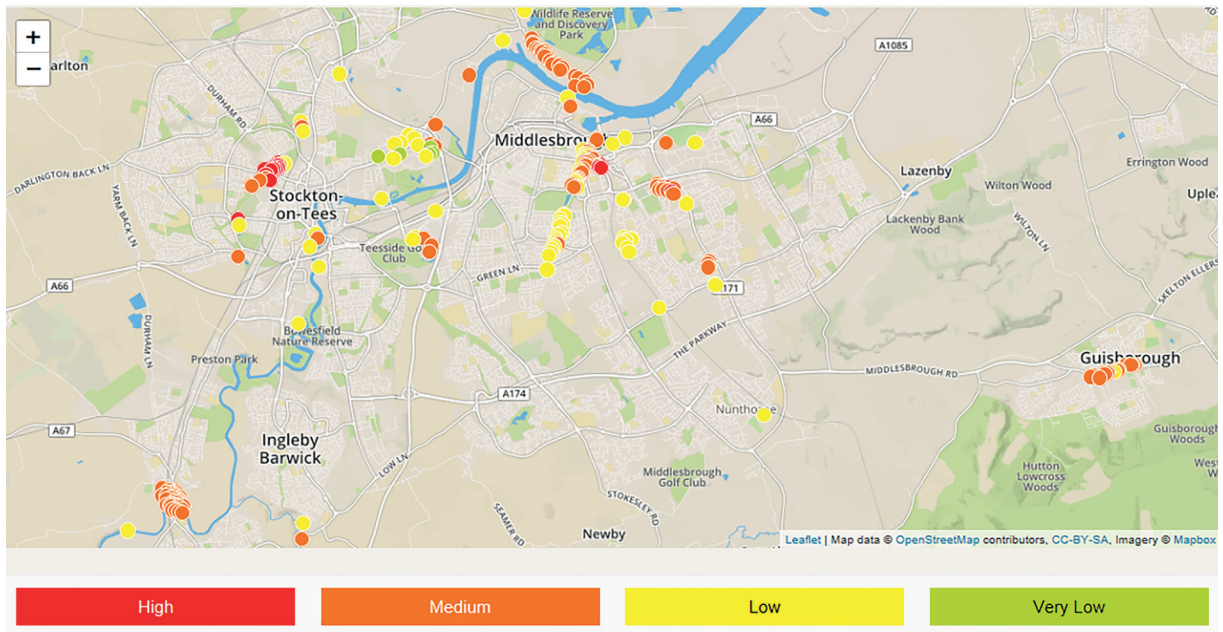 +
−
Wildlife Reserve
and Discovery
Park
A1085
arlton
DURHAM RD
A66
Middlesbro
DARLINGTON BACK LN
YARM BACK LN
Stockton-
on-Tees
Lazenby
Errington Wood
Wilton Wood
Uple
Lackenby Bank
Wood
WILTON LN
Teesside Go
Club
GREEN LN
SKELTON ELLERS
A66
171
DURHAM LN
Bowesfield
Nature Reserve
Preston Park
THE PARKWAY
Guisborough
MIDDLESBROUGH RD
A174
Nunthorpe
A67
Ingleby
Barwick
LOW LN
Guisborough
Woods
Hutton
Lowcross
Woods
West
W
Middlesbrough
Golf Club
STOKESLEY RD
SEAMER RD
Newby
Leaflet | Map data © OpenStreetMap contributors, CC-BY-SA, Imagery © Mapbox
High
Medium
Low
Very Low